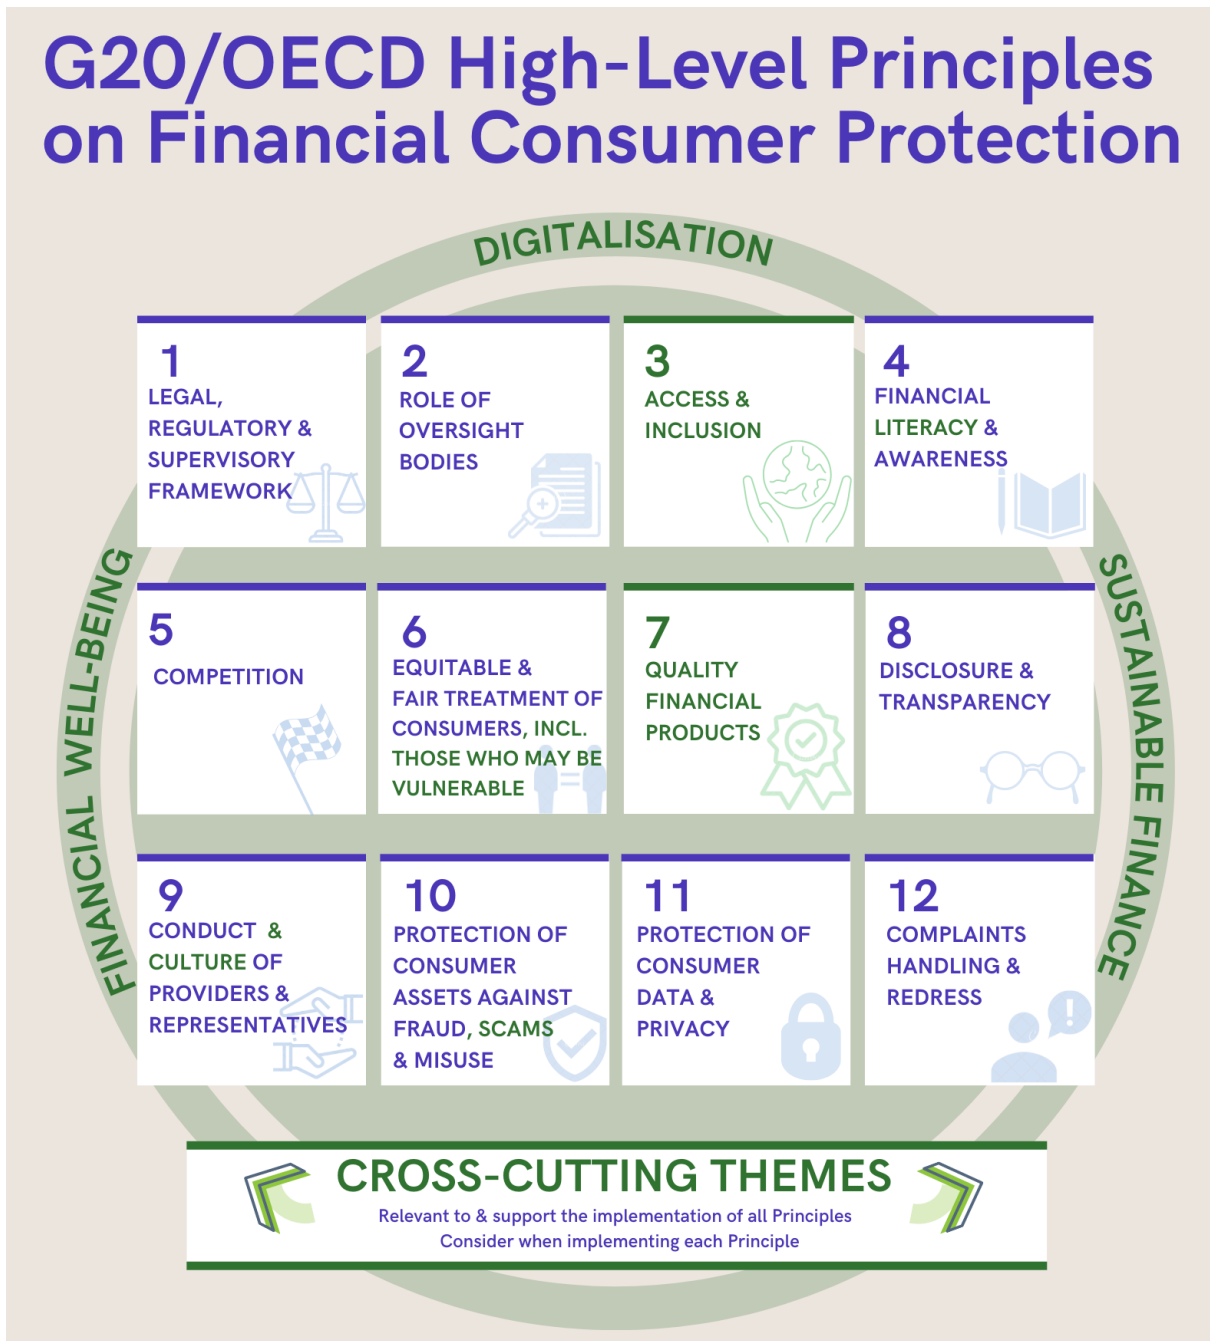 G20/OECD High-Level Principles
on Financial Consumer Protection
DIGITALISATION
FINANCIAL WELL-BEING
SUSTAINABLE FINANCE
1
LEGAL,
REGULATORY &
SUPERVISORY
FRAMEWORK
2
ROLE OF
OVERSIGHT
BODIES
3
ACCESS &
INCLUSION
4
FINANCIAL
LITERACY &
AWARENESS
5
COMPETITION
6
EQUITABLE &
FAIR TREATMENT OF
CONSUMERS, INCL.
THOSE WHO MAY BE
VULNERABLE
7
QUALITY
FINANCIAL
PRODUCTS
8
DISCLOSURE &
TRANSPARENCY
9
CONDUCT &
CULTURE OF
PROVIDERS &
REPRESENTATIVES
10
PROTECTION OF
CONSUMER
ASSETS AGAINST
FRAUD, SCAMS
& MISUSE
11
PROTECTION OF
CONSUMER
DATA &
PRIVACY
12
COMPLAINTS
HANDLING &
REDRESS
CROSS-CUTTING THEMES
Relevant to & support the implementation of all Principles
Consider when implementing each Principle